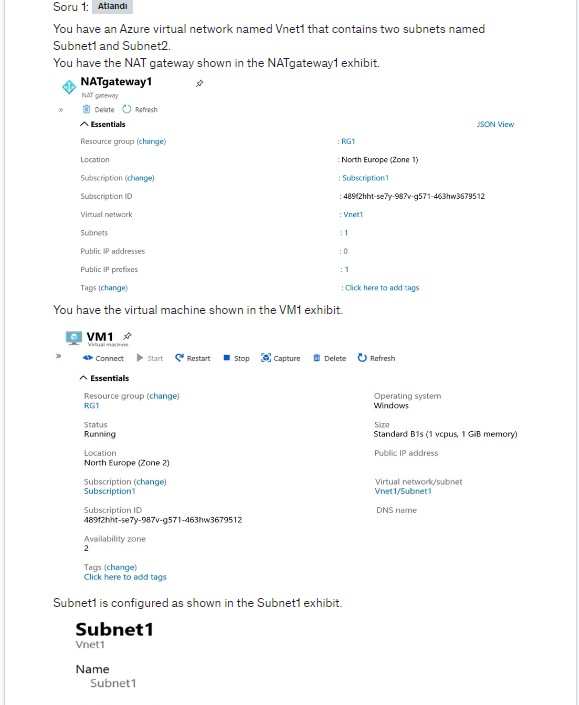 Soru 1: Atlandı
You have an Azure virtual network named Vnet1 that contains two subnets named
Subnet1 and Subnet2.
You have the NAT gateway shown in the NATgateway1 exhibit.
NATgateway1
NAT gateway
» Delete Refresh
Essentials JSON View
Resource group (change) : RG1
Location : North Europe (Zone 1)
Subscription (change) : Subscription1
Subscription ID : 489f2hht-se7y-987v-g571-463hw3679512
Virtual network : Vnet1
Subnets : 1
Public IP addresses : 0
Public IP prefixes : 1
Tags (change) : Click here to add tags
You have the virtual machine shown in the VM1 exhibit.
VM1
Virtual machine
» Connect Start Restart Stop Capture Delete Refresh
Essentials
Resource group (change) Operating system
RG1 Windows
Status Size
Running Standard B1s (1 vcpus, 1 GiB memory)
Location Public IP address
North Europe (Zone 2)
Subscription (change) Virtual network/subnet
Subscription1 Vnet1/Subnet1
Subscription ID DNS name
489f2hht-se7y-987v-g571-463hw3679512
Availability zone
2
Tags (change)
Click here to add tags
Subnet1 is configured as shown in the Subnet1 exhibit.
Subnet1
Vnet1
Name
Subnet1